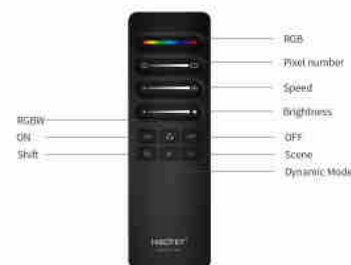 RGB
Pixel number
Speed
Brightness
RGBW
ON
OFF
Shift
Scene
Dynamic Mode